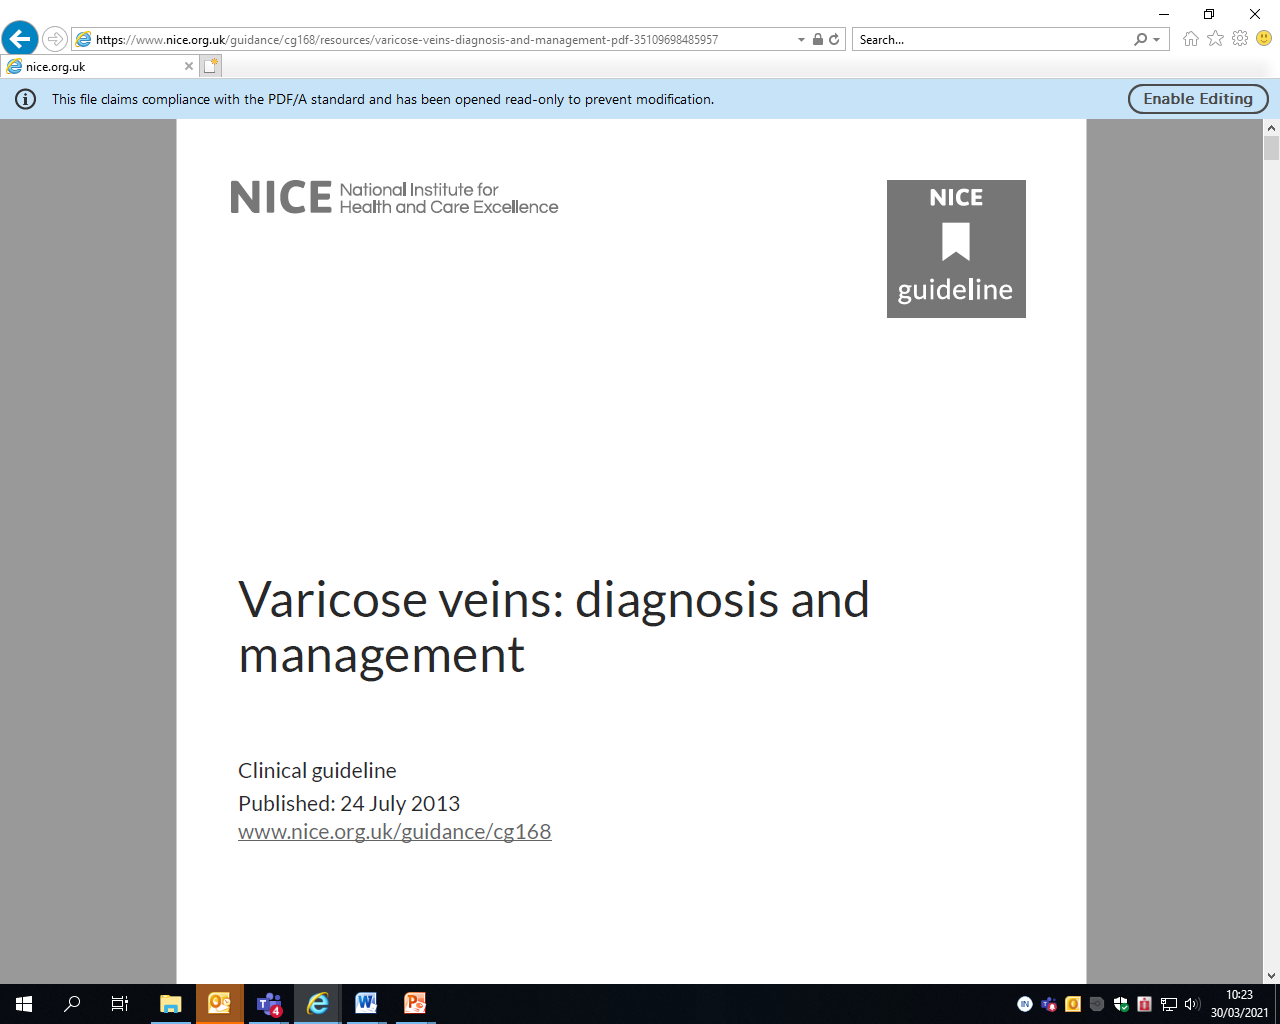 https://www.nice.org.uk/guidance/cg168/resources/varicose-veins-diagnosis-and-management-pdf-35109698485957
Search...
nice.org.uk
This file claims compliance with the PDF/A standard and has been opened read-only to prevent modification.
Enable Editing
NICE National Institute for
Health and Care Excellence
NICE
guideline
Varicose veins: diagnosis and
management
Clinical guideline
Published: 24 July 2013
www.nice.org.uk/guidance/cg168
4
IN
10:23
30/03/2021